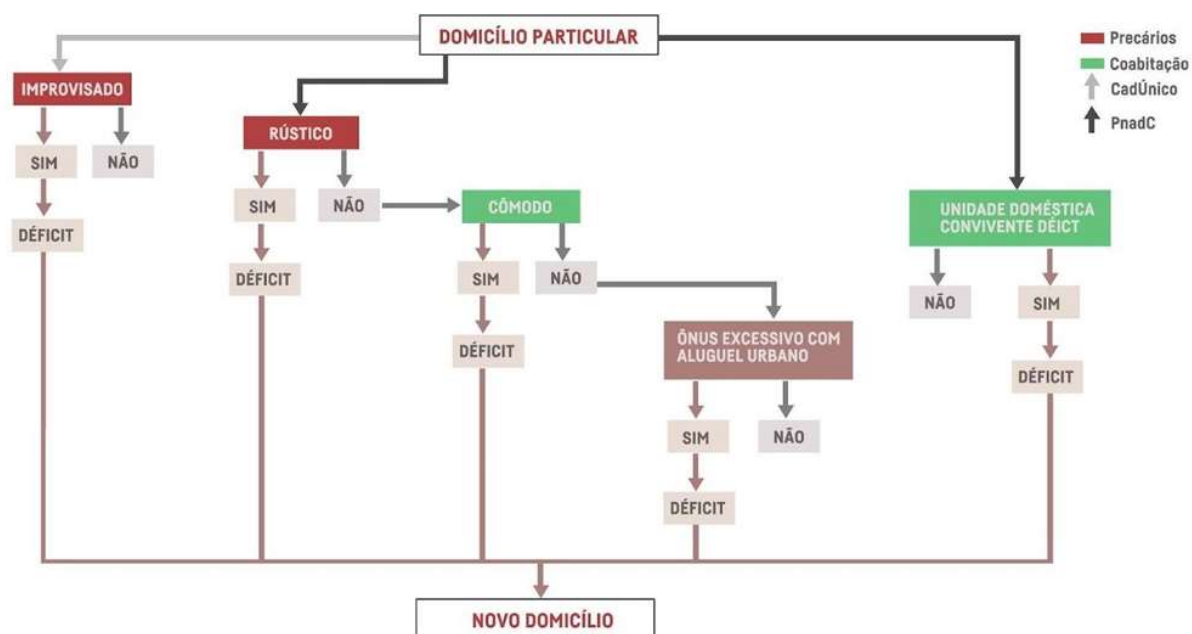 DOMICÍLIO PARTICULAR
Precários
Coabitação
CadÚnico
PnadC
IMPROVISADO
SIM
NÃO
DÉFICIT
RÚSTICO
SIM
NÃO
DÉFICIT
CÔMODO
SIM
NÃO
DÉFICIT
ÔNUS EXCESSIVO COM
ALUGUEL URBANO
SIM
NÃO
DÉFICIT
UNIDADE DOMÉSTICA
CONVIVENTE DÉICT
NÃO
SIM
DÉFICIT
NOVO DOMICÍLIO